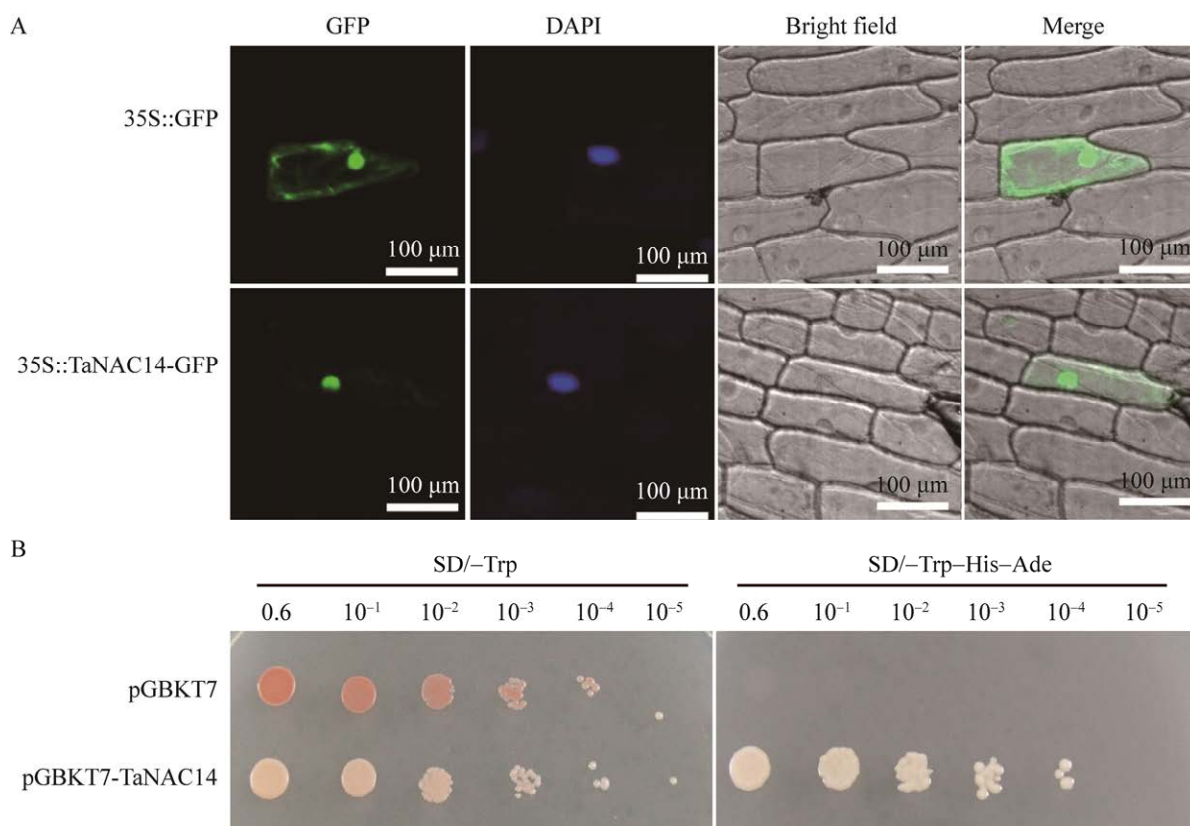 A
GFP DAPI Bright field Merge
35S::GFP
100 μm 100 μm 100 μm 100 μm
35S::TaNAC14-GFP
100 μm 100 μm 100 μm 100 μm
B
SD/–Trp SD/–Trp–His–Ade
0.6 10⁻¹ 10⁻² 10⁻³ 10⁻⁴ 10⁻⁵ 0.6 10⁻¹ 10⁻² 10⁻³ 10⁻⁴ 10⁻⁵
pGBKT7
pGBKT7-TaNAC14